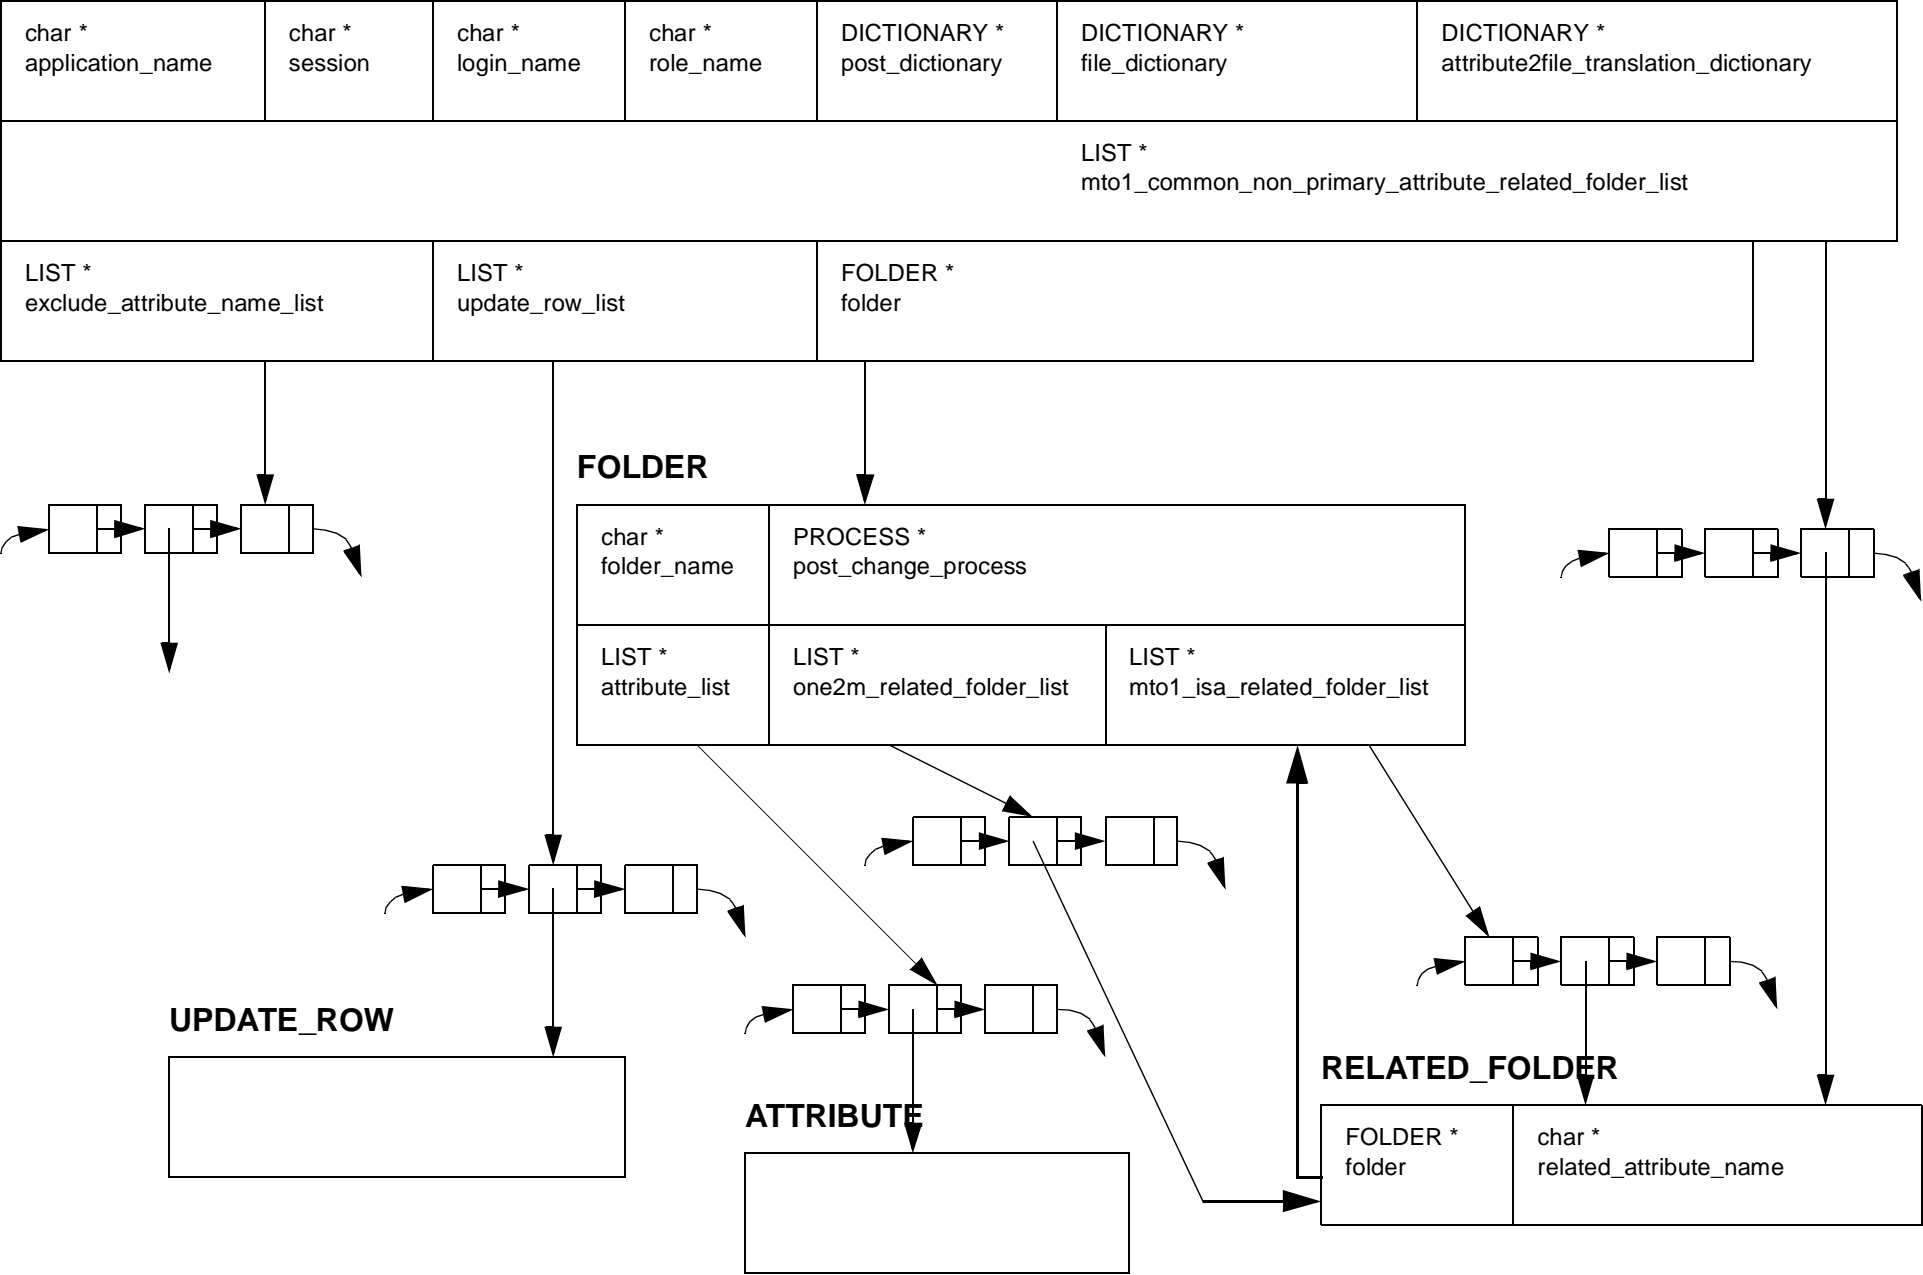 char *
application_name
char *
session
char *
login_name
char *
role_name
DICTIONARY *
post_dictionary
DICTIONARY *
file_dictionary
DICTIONARY *
attribute2file_translation_dictionary
LIST *
mto1_common_non_primary_attribute_related_folder_list
LIST *
exclude_attribute_name_list
LIST *
update_row_list
FOLDER *
folder
FOLDER
char *
folder_name
PROCESS *
post_change_process
LIST *
attribute_list
LIST *
one2m_related_folder_list
LIST *
mto1_isa_related_folder_list
UPDATE_ROW
ATTRIBUTE
RELATED_FOLDER
FOLDER *
folder
char *
related_attribute_name